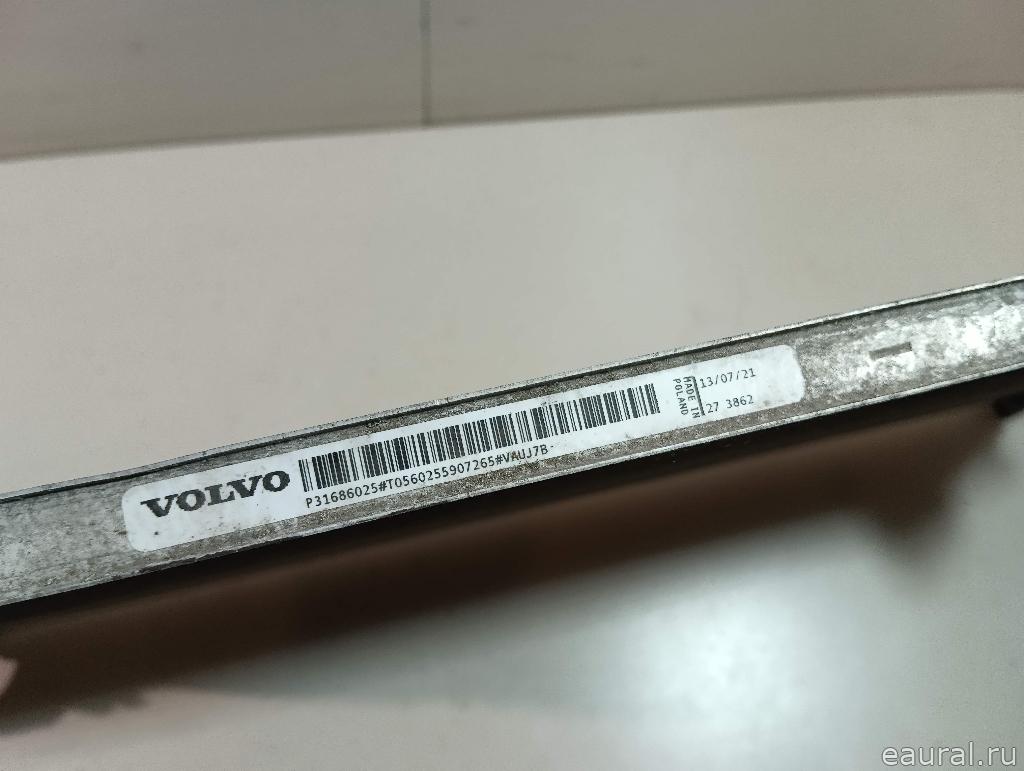 VOLVO
P31686025#T0560255907265#VAUJ7B
MADE IN
POLAND
13/07/21
27 3862
eaural.ru